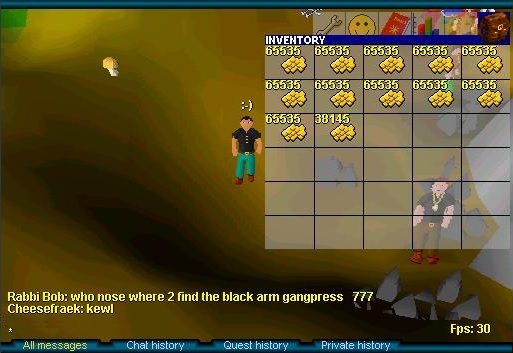 INVENTORY
65535 65535 65535 65535 65535
65535 65535 65535 65535 65535
65535 38145
:-)
Rabbi Bob: who nose where 2 find the black arm gangpress 777
Cheesefraek: kewl
*
Fps: 30
All messages Chat history Quest history Private history